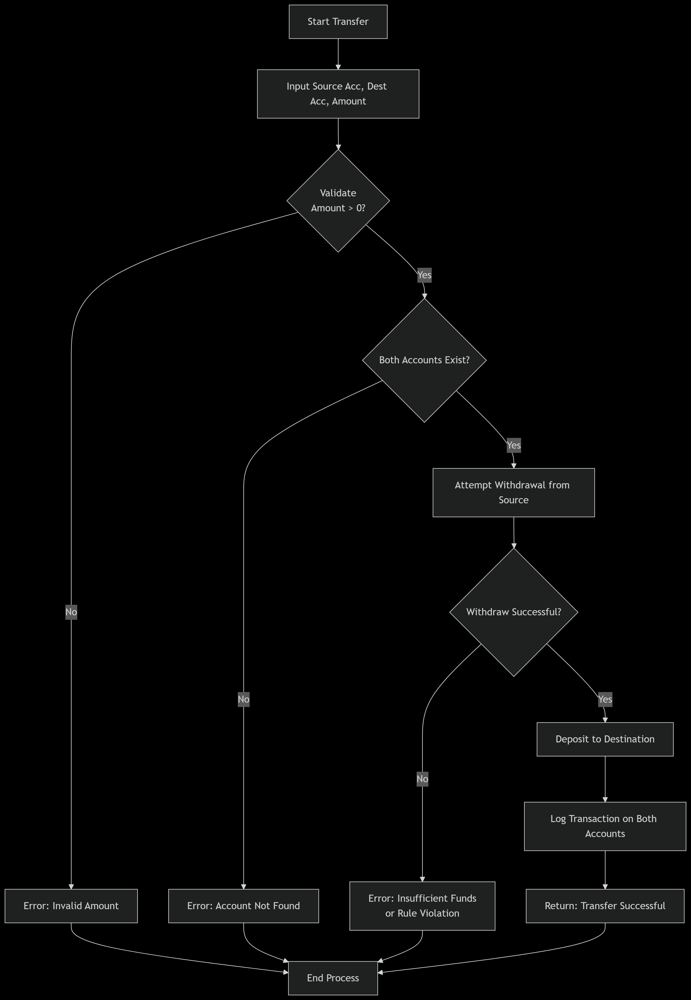 Start Transfer
Input Source Acc, Dest
Acc, Amount
Validate
Amount > 0?
Yes
Both Accounts Exist?
Yes
Attempt Withdrawal from
Source
No
Withdraw Successful?
No
Yes
Deposit to Destination
No
Log Transaction on Both
Accounts
Error: Invalid Amount
Error: Account Not Found
Error: Insufficient Funds
or Rule Violation
Return: Transfer Successful
End Process